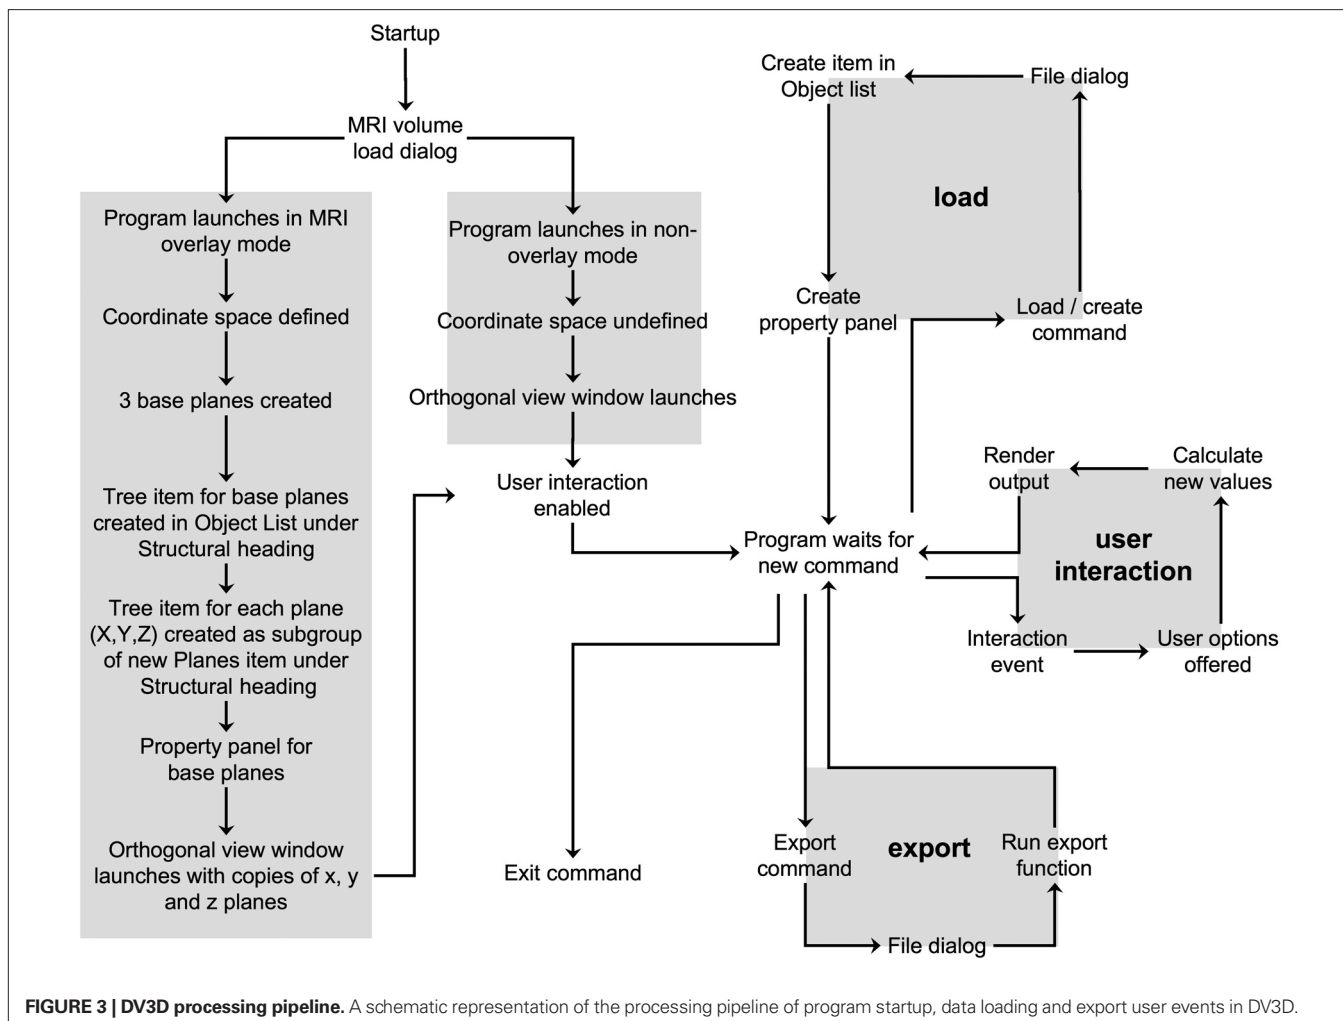 Startup
MRI volume
load dialog
Program launches in MRI
overlay mode
Coordinate space defined
3 base planes created
Tree item for base planes
created in Object List under
Structural heading
Tree item for each plane
(X,Y,Z) created as subgroup
of new Planes item under
Structural heading
Property panel for
base planes
Orthogonal view window
launches with copies of x, y
and z planes
Program launches in non-
overlay mode
Coordinate space undefined
Orthogonal view window launches
User interaction
enabled
Exit command
Create item in
Object list
File dialog
load
Create
property panel
Load / create
command
Program waits for
new command
Render
output
Calculate
new values
user
interaction
Interaction
event
User options
offered
Export
command
export
Run export
function
File dialog
FIGURE 3 | DV3D processing pipeline. A schematic representation of the processing pipeline of program startup, data loading and export user events in DV3D.